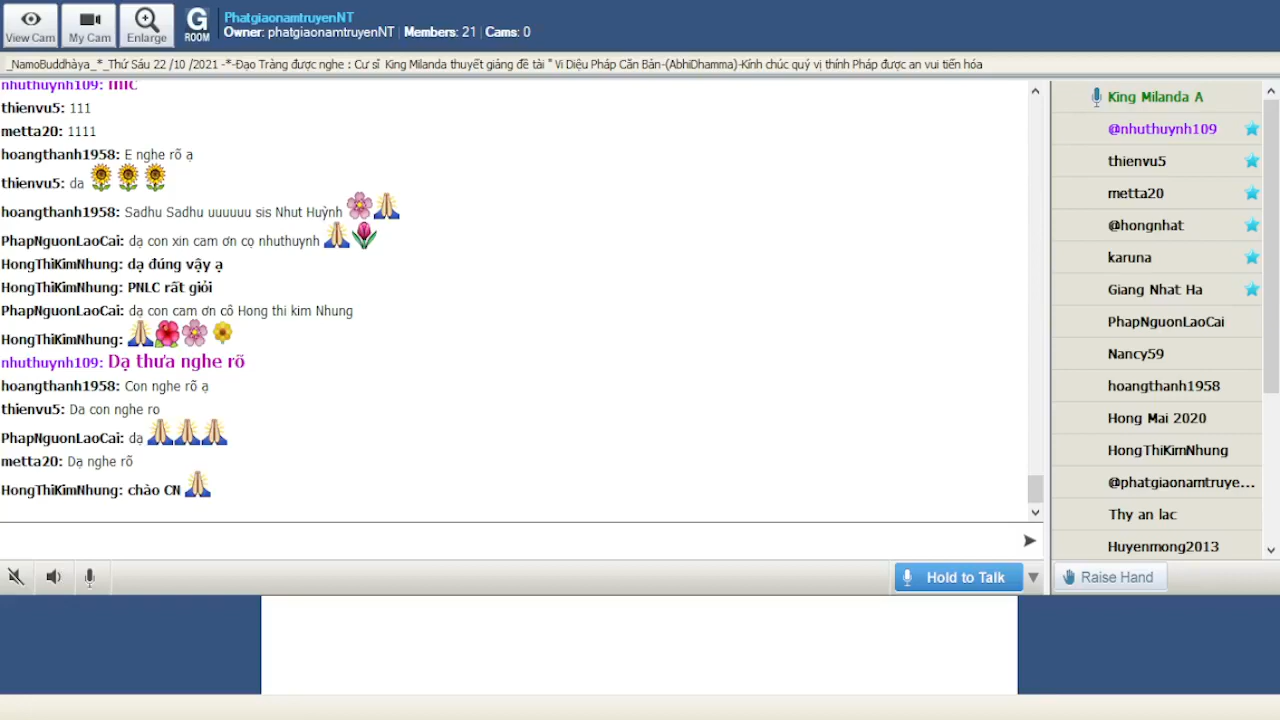 View Cam
My Cam
Enlarge
G
ROOM
PhatgiaonamtruyenNT
Owner: phatgiaonamtruyenNT | Members: 21 | Cams: 0
_NamoBuddhàya_*_Thứ Sáu 22 /10 /2021 -*-Đạo Tràng được nghe : Cư sĩ King Milanda thuyết giảng đề tài " Vi Diệu Pháp Căn Bản-(AbhiDhamma)-Kính chúc quý vị thính Pháp được an vui tiến hóa
nhuthuynh109:
thienvu5: 111
metta20: 1111
hoangthanh1958: E nghe rõ ạ
thienvu5: da
hoangthanh1958: Sadhu Sadhu uuuuuu sis Nhut Huỳnh
PhapNguonLaoCai: dạ con xin cam ơn cọ nhuthuynh
HongThiKimNhung: dạ đúng vậy ạ
HongThiKimNhung: PNLC rất giỏi
PhapNguonLaoCai: dạ con cam ơn cô Hong thi kim Nhung
HongThiKimNhung:
nhuthuynh109: Dạ thưa nghe rõ
hoangthanh1958: Con nghe rõ ạ
thienvu5: Da con nghe ro
PhapNguonLaoCai: dạ
metta20: Dạ nghe rõ
HongThiKimNhung: chào CN
Hold to Talk
King Milanda A
@nhuthuynh109
thienvu5
metta20
@hongnhat
karuna
Giang Nhat Ha
PhapNguonLaoCai
Nancy59
hoangthanh1958
Hong Mai 2020
HongThiKimNhung
@phatgiaonamtruye...
Thy an lac
Huyenmong2013
Raise Hand